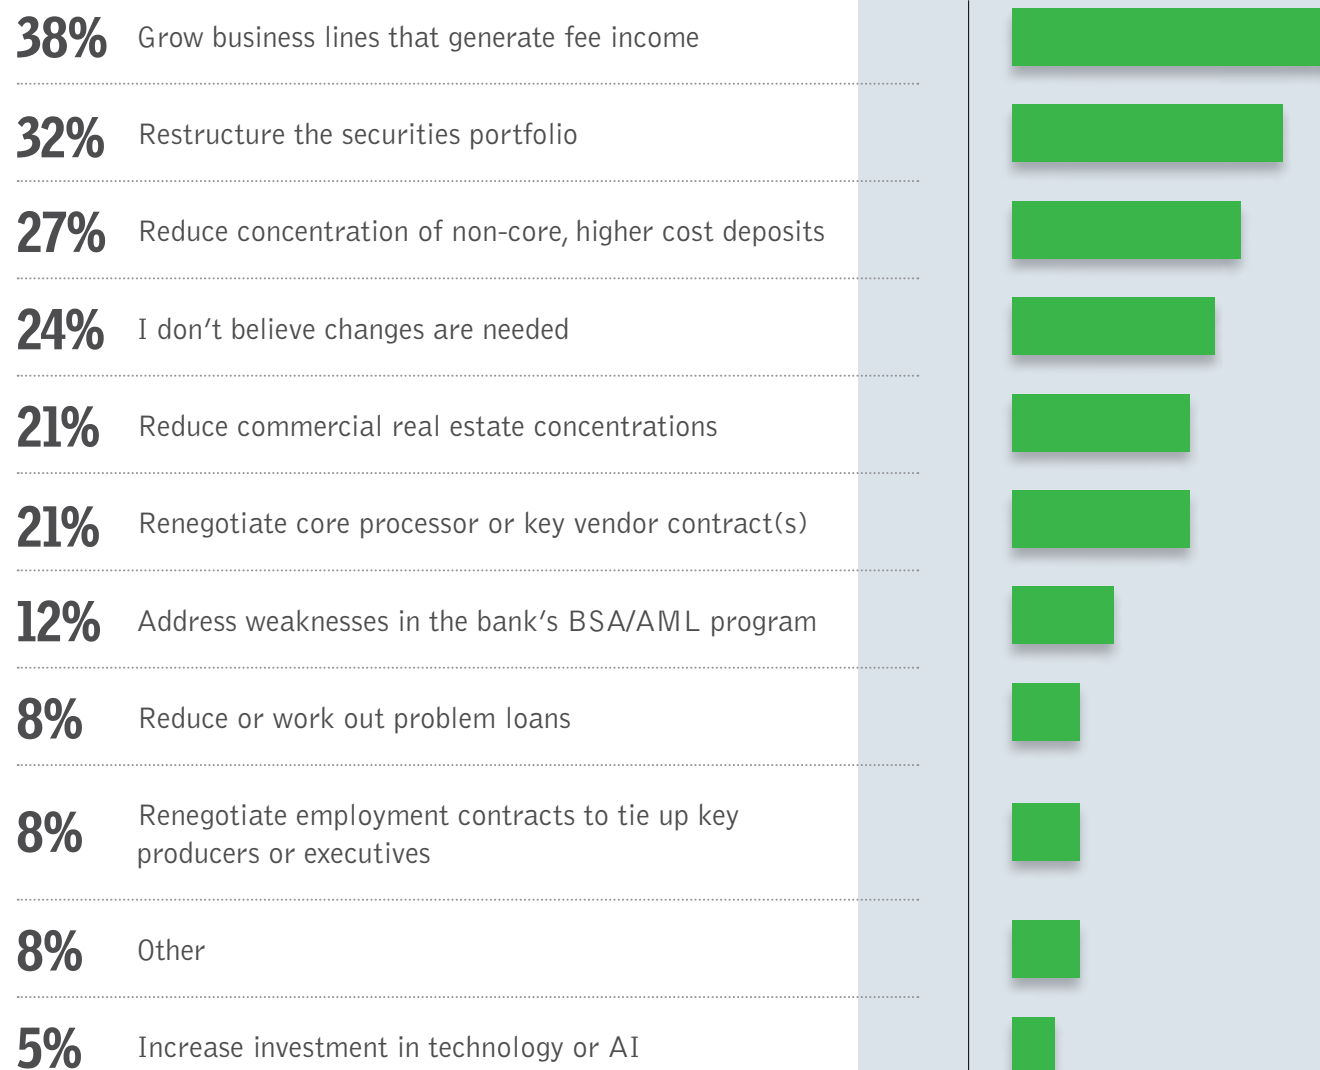 38% Grow business lines that generate fee income
32% Restructure the securities portfolio
27% Reduce concentration of non-core, higher cost deposits
24% I don’t believe changes are needed
21% Reduce commercial real estate concentrations
21% Renegotiate core processor or key vendor contract(s)
12% Address weaknesses in the bank’s BSA/AML program
8% Reduce or work out problem loans
8% Renegotiate employment contracts to tie up key
producers or executives
8% Other
5% Increase investment in technology or AI